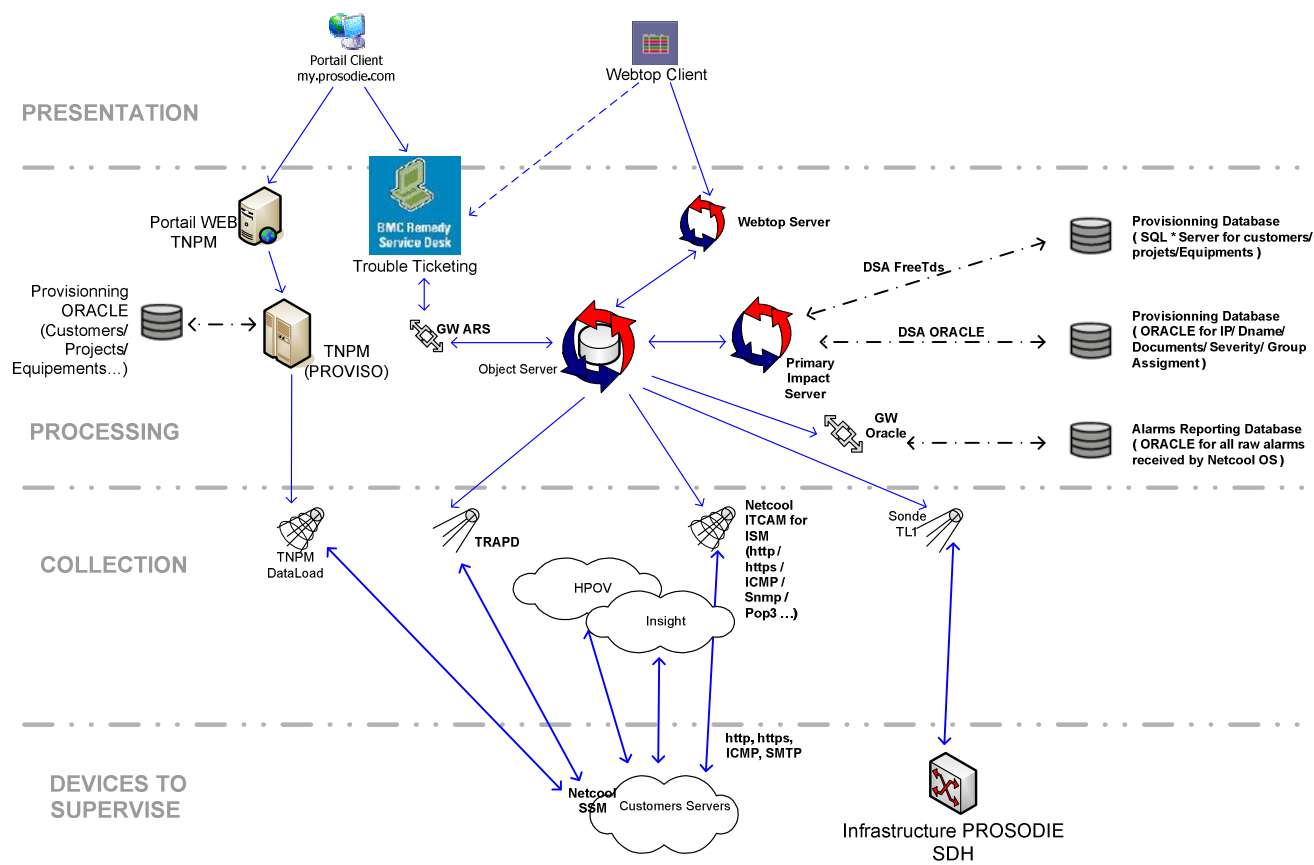 Portail Client
my.prosodie.com
Webtop Client
PRESENTATION
BMC Remedy
Service Desk
Trouble Ticketing
Portail WEB
TNPM
Webtop Server
Provisionning Database
( SQL * Server for customers/
projets/Equipments )
DSA FreeTds
Provisionning
ORACLE
(Customers/
Projects/
Equipements…)
TNPM
(PROVISO)
GW ARS
Object Server
DSA ORACLE
Primary
Impact
Server
Provisionning Database
( ORACLE for IP/ Dname/
Documents/ Severity/ Group
Assigment )
PROCESSING
GW
Oracle
Alarms Reporting Database
( ORACLE for all raw alarms
received by Netcool OS )
COLLECTION
TNPM
DataLoad
TRAPD
Netcool
ITCAM for
ISM
(http /
https /
ICMP /
Snmp /
Pop3 …)
Sonde
TL1
HPOV
Insight
http, https,
ICMP, SMTP
DEVICES TO
SUPERVISE
Netcool
SSM
Customers Servers
Infrastructure PROSODIE
SDH